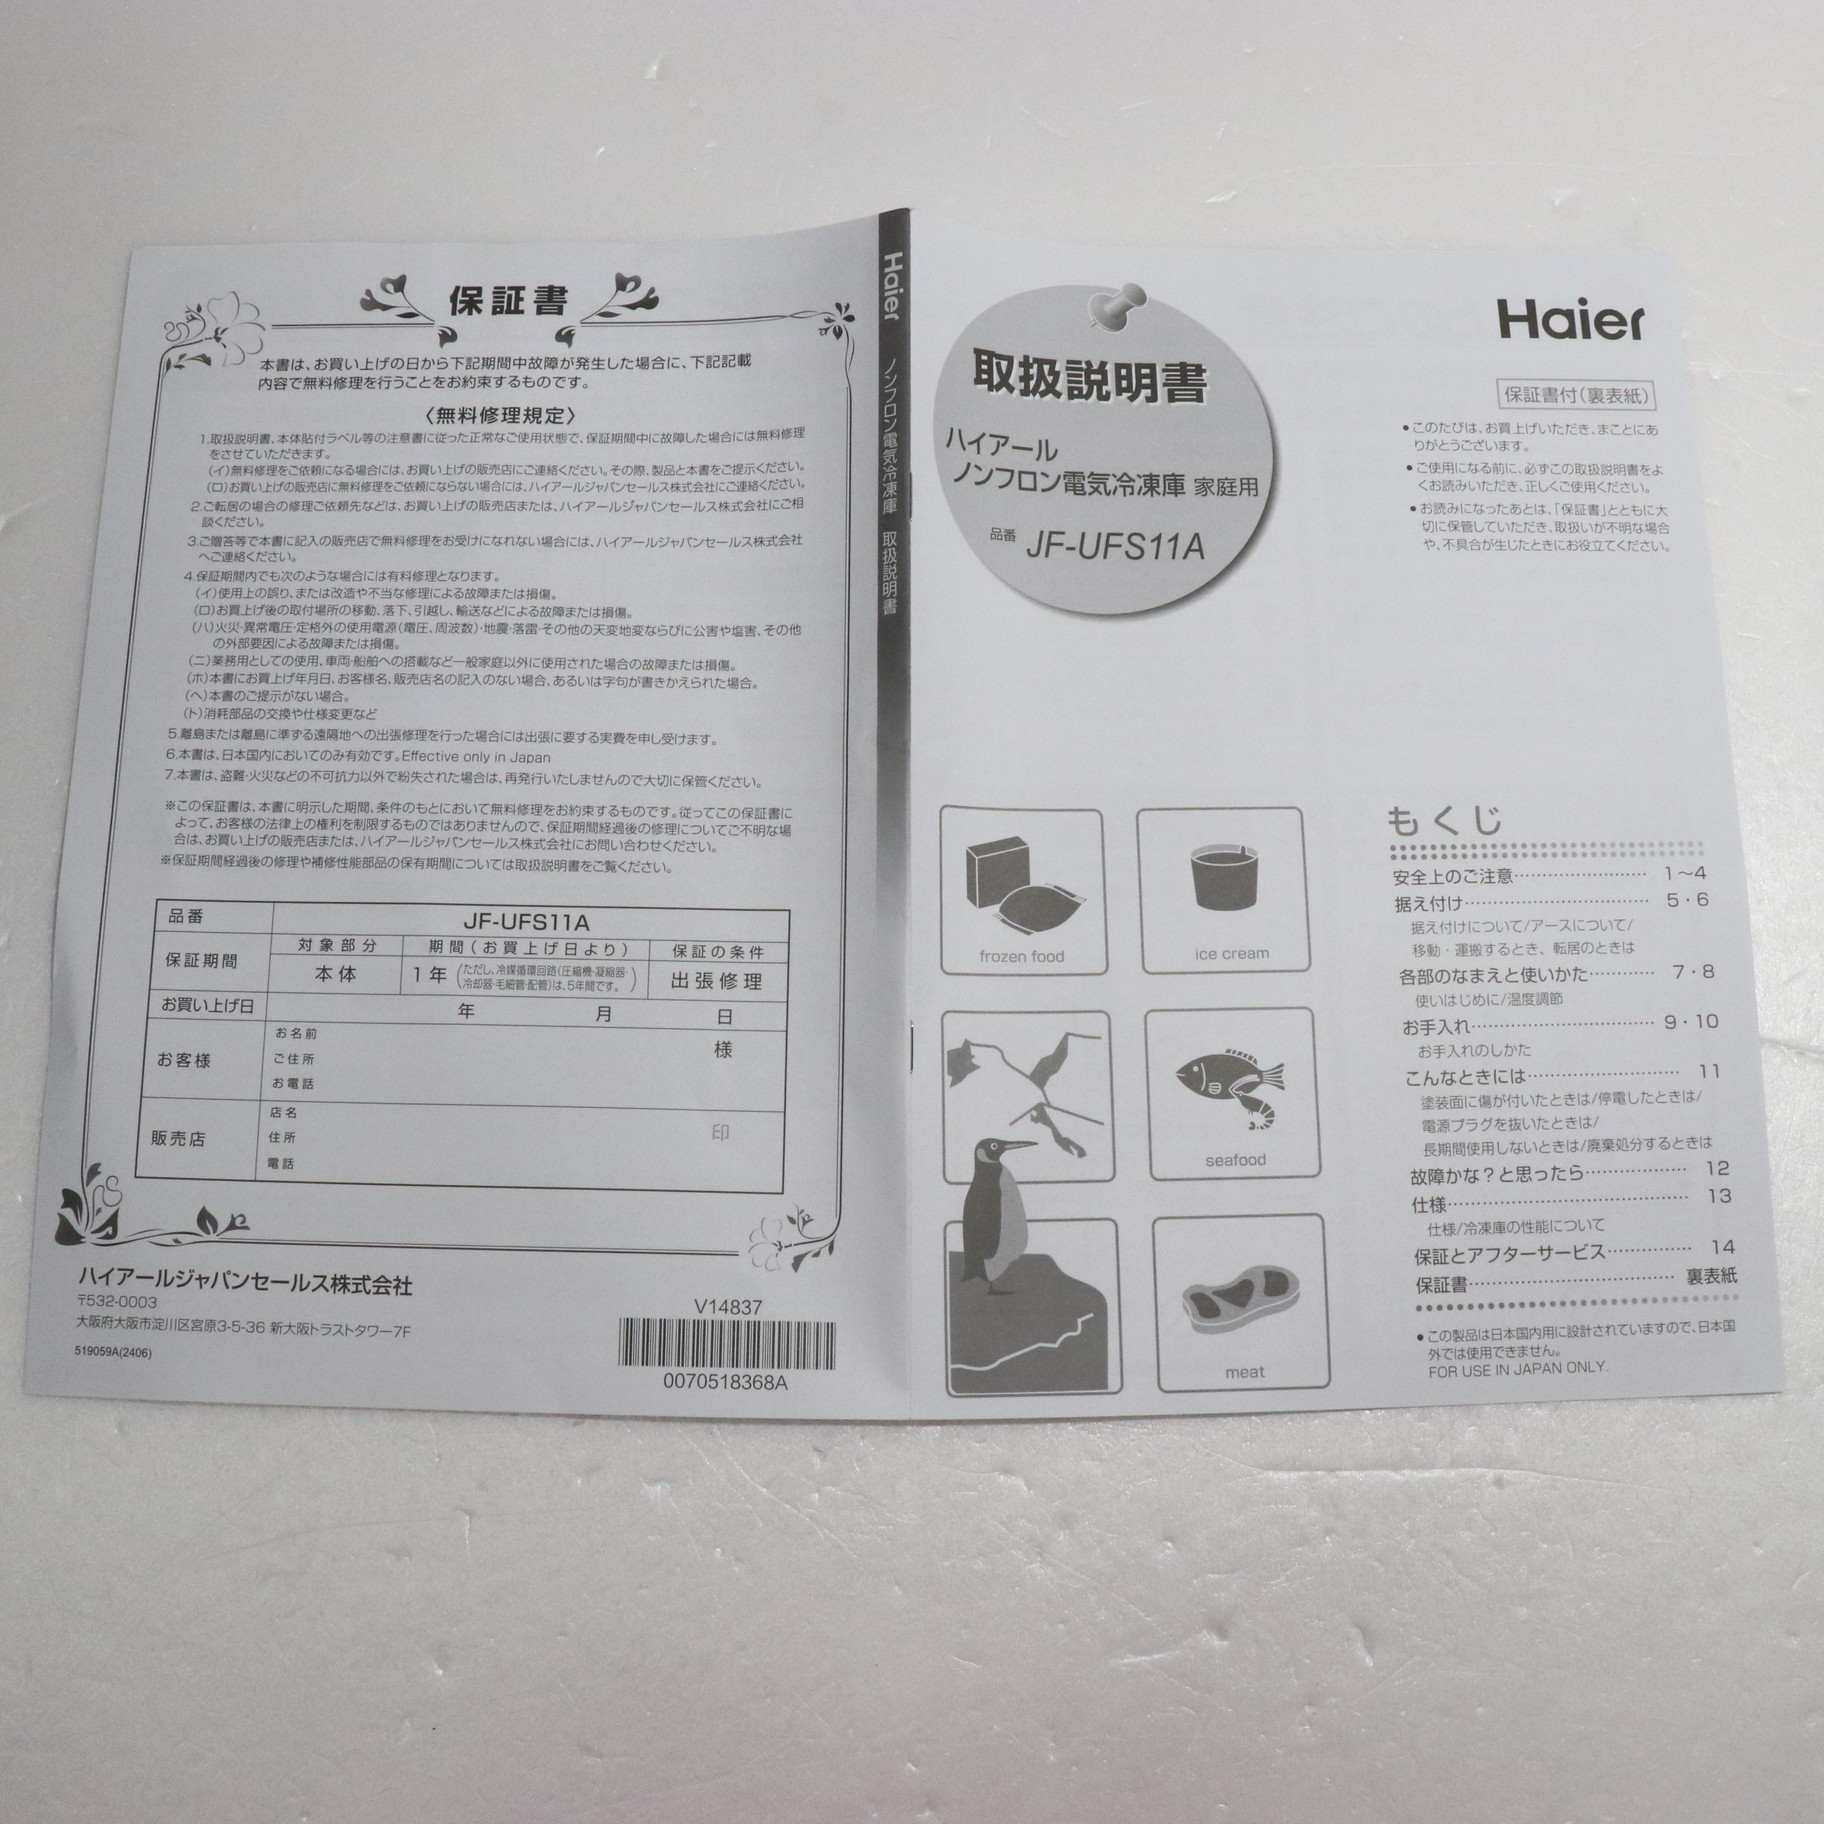 保証書
本書は、お買い上げの日から下記期間中故障が発生した場合に、下記記載
内容で無料修理を行うことをお約束するものです。
〈無料修理規定〉
1.取扱説明書、本体貼付ラベル等の注意書に従った正常なご使用状態で、保証期間中に故障した場合には無料修理
をさせていただきます。
(イ)無料修理をご依頼になる場合には、お買い上げの販売店にご連絡ください。その際、製品と本書をご提示ください。
(ロ)お買い上げの販売店に無料修理をご依頼にならない場合には、ハイアールジャパンセールス株式会社にご連絡ください。
2.ご転居の場合の修理ご依頼先などは、お買い上げの販売店または、ハイアールジャパンセールス株式会社にご相
談ください。
3.ご贈答等で本書に記入の販売店で無料修理をお受けになれない場合には、ハイアールジャパンセールス株式会社
へご連絡ください。
4.保証期間内でも次のような場合には有料修理となります。
(イ)使用上の誤り、または改造や不当な修理による故障または損傷。
(ロ)お買上げ後の取付場所の移動、落下、引越し、輸送などによる故障または損傷。
(ハ)火災・異常電圧・定格外の使用電源(電圧、周波数)・地震・落雷・その他の天変地変ならびに公害や塩害、その他
の外部要因による故障または損傷。
(ニ)業務用としての使用、車両・船舶への搭載など一般家庭以外に使用された場合の故障または損傷。
(ホ)本書にお買上げ年月日、お客様名、販売店名の記入のない場合、あるいは字句が書きかえられた場合。
(ヘ)本書のご提示がない場合。
(ト)消耗部品の交換や仕様変更など
5.離島または離島に準ずる遠隔地への出張修理を行った場合には出張に要する実費を申し受けます。
6.本書は、日本国内においてのみ有効です。Effective only in Japan
7.本書は、盗難・火災などの不可抗力以外で紛失された場合は、再発行いたしませんので大切に保管ください。
※この保証書は、本書に明示した期間、条件のもとにおいて無料修理をお約束するものです。従ってこの保証書に
よって、お客様の法律上の権利を制限するものではありませんので、保証期間経過後の修理についてご不明な場
合は、お買い上げの販売店または、ハイアールジャパンセールス株式会社にお問い合わせください。
※保証期間経過後の修理や補修性能部品の保有期間については取扱説明書をご覧ください。
品番 JF-UFS11A
保証期間 対象部分 期間(お買上げ日より) 保証の条件
本体 1年 (ただし、冷媒循環回路(圧縮機・凝縮器・
冷却器・毛細管・配管)は、5年間です。) 出張修理
お買い上げ日 年 月 日
お客様 お名前 様
ご住所
お電話
販売店 店名
住所 印
電話
ハイアールジャパンセールス株式会社
〒532-0003
大阪府大阪市淀川区宮原3-5-36 新大阪トラストタワー7F
519059A(2406)
V14837
0070518368A
Haier ノンフロン電気冷凍庫 取扱説明書
Haier
取扱説明書
ハイアール
ノンフロン電気冷凍庫 家庭用
品番 JF-UFS11A
保証書付(裏表紙)
●このたびは、お買上げいただき、まことにあ
りがとうございます。
●ご使用になる前に、必ずこの取扱説明書をよ
くお読みいただき、正しくご使用ください。
●お読みになったあとは、「保証書」とともに大
切に保管していただき、取扱いが不明な場合
や、不具合が生じたときにお役立てください。
frozen food
ice cream
seafood
meat
もくじ
安全上のご注意 1~4
据え付け 5・6
据え付けについて/アースについて/
移動・運搬するとき、転居のときは
各部のなまえと使いかた 7・8
使いはじめに/温度調節
お手入れ 9・10
お手入れのしかた
こんなときには 11
塗装面に傷が付いたときは/停電したときは/
電源プラグを抜いたときは/
長期間使用しないときは/廃棄処分するときは
故障かな?と思ったら 12
仕様 13
仕様/冷凍庫の性能について
保証とアフターサービス 14
保証書 裏表紙
●この製品は日本国内用に設計されていますので、日本国
外では使用できません。
FOR USE IN JAPAN ONLY.